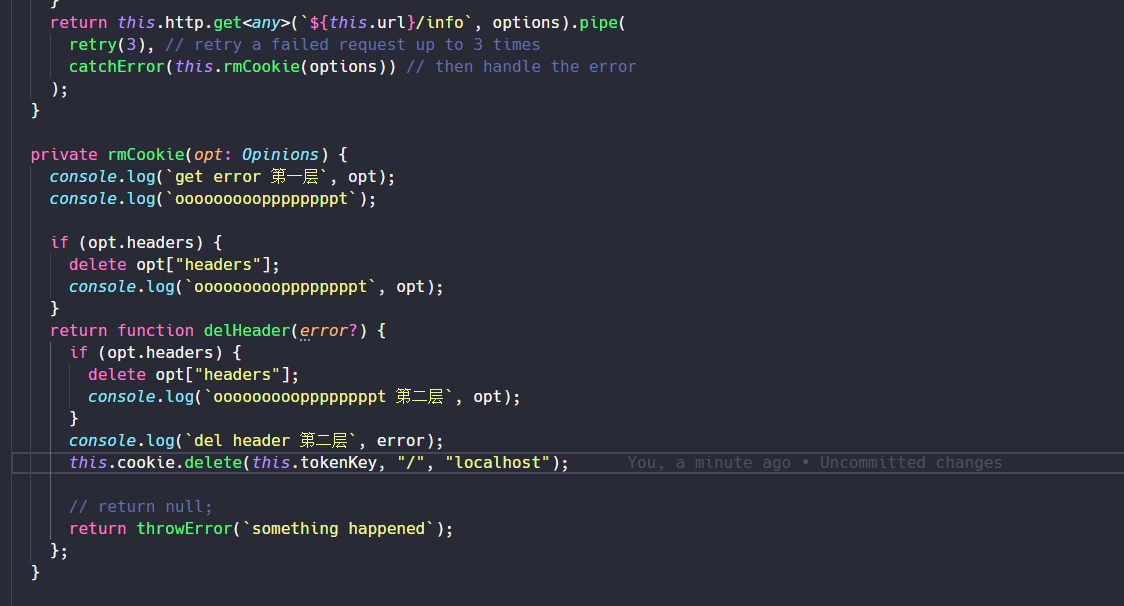 }
return this.http.get<any>(`${this.url}/info`, options).pipe(
retry(3), // retry a failed request up to 3 times
catchError(this.rmCookie(options)) // then handle the error
);
}
private rmCookie(opt: Opinions) {
console.log(`get error 第一层`, opt);
console.log(`ooooooooopppppppppt`);
if (opt.headers) {
delete opt["headers"];
console.log(`ooooooooopppppppppt`, opt);
}
return function delHeader(error?) {
if (opt.headers) {
delete opt["headers"];
console.log(`ooooooooopppppppppt 第二层`, opt);
}
console.log(`del header 第二层`, error);
this.cookie.delete(this.tokenKey, "/", "localhost"); You, a minute ago • Uncommitted changes
// return null;
return throwError(`something happened`);
};
}